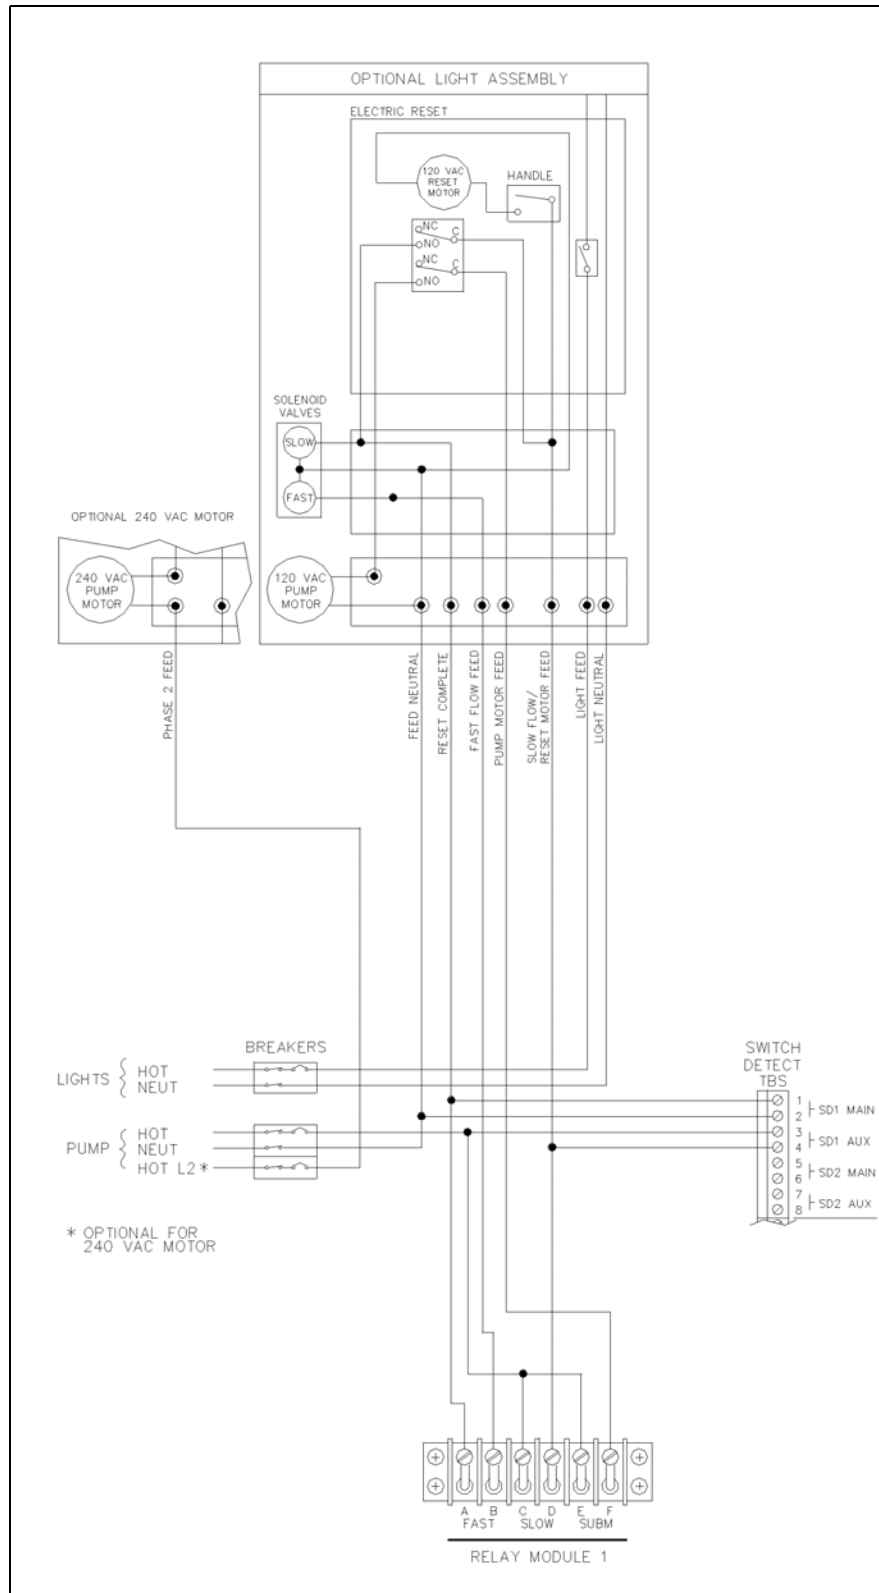 OPTIONAL LIGHT ASSEMBLY
ELECTRIC RESET
120 VAC
RESET
MOTOR
HANDLE
NC
C
NO
NC
C
NO
SOLENOID
VALVES
SLOW
FAST
OPTIONAL 240 VAC MOTOR
240 VAC
PUMP
MOTOR
120 VAC
PUMP
MOTOR
PHASE 2 FEED
FEED NEUTRAL
RESET COMPLETE
FAST FLOW FEED
PUMP MOTOR FEED
SLOW FLOW/
RESET MOTOR FEED
LIGHT FEED
LIGHT NEUTRAL
BREAKERS
LIGHTS
HOT
NEUT
PUMP
HOT
NEUT
HOT L2 *
* OPTIONAL FOR
240 VAC MOTOR
SWITCH
DETECT
TBS
1
2
SD1 MAIN
3
4
SD1 AUX
5
6
SD2 MAIN
7
8
SD2 AUX
A B C D E F
FAST SLOW SUBM
RELAY MODULE 1